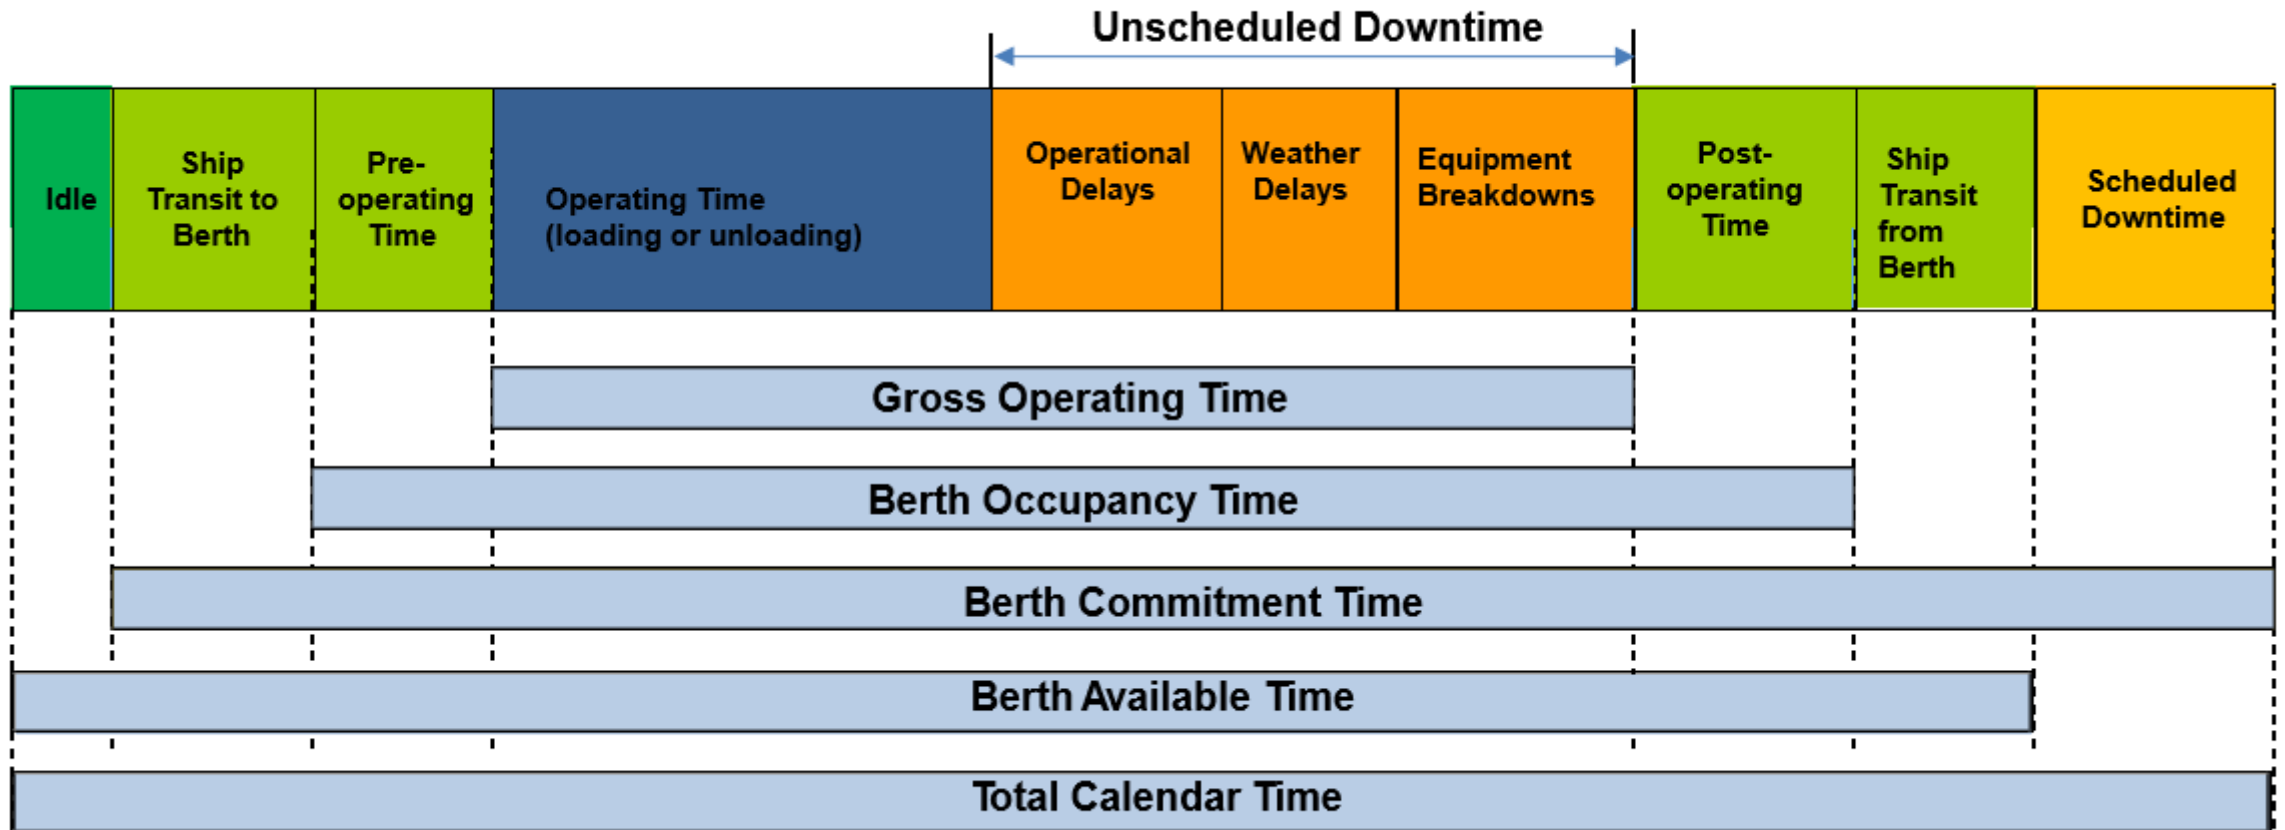 Unscheduled Downtime
Idle
Ship
Transit to
Berth
Pre-
operating
Time
Operating Time
(loading or unloading)
Operational
Delays
Weather
Delays
Equipment
Breakdowns
Post-
operating
Time
Ship
Transit
from
Berth
Scheduled
Downtime
Gross Operating Time
Berth Occupancy Time
Berth Commitment Time
Berth Available Time
Total Calendar Time